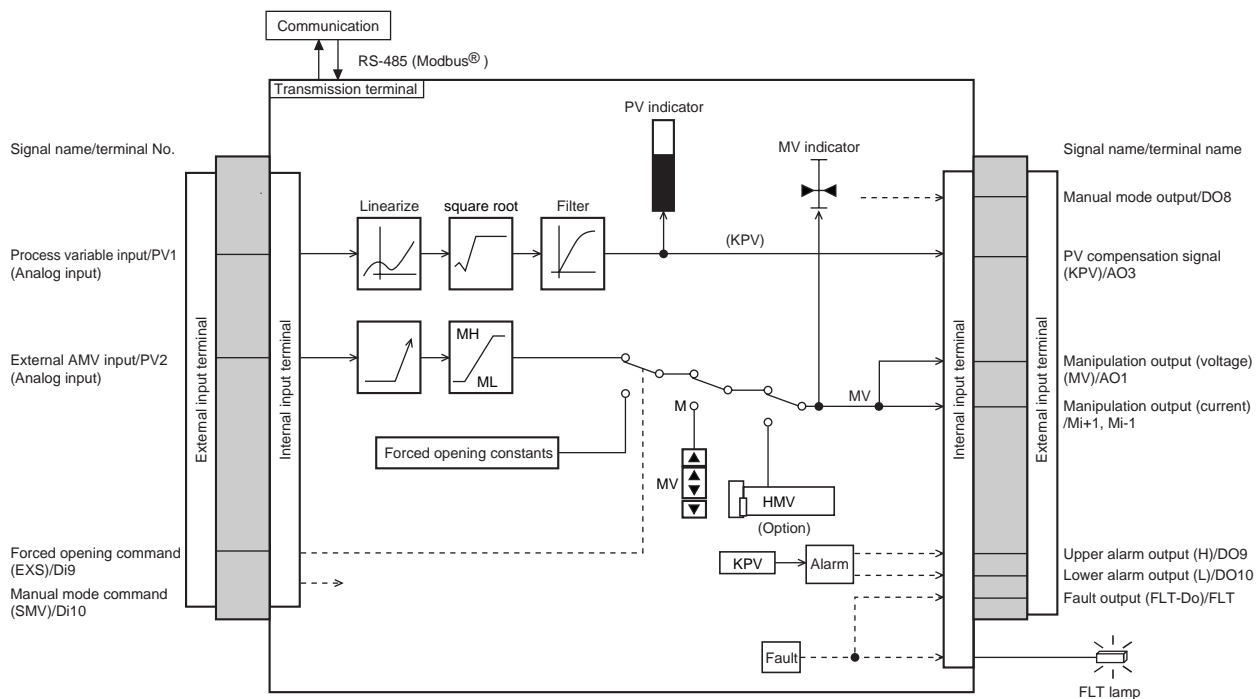 Communication
RS-485 (Modbus® )
Transmission terminal
PV indicator
Signal name/terminal No.
MV indicator
Signal name/terminal name
Manual mode output/DO8
Linearize
square root
Filter
(KPV)
Process variable input/PV1
(Analog input)
PV compensation signal
(KPV)/AO3
External input terminal
Internal input terminal
Internal input terminal
External input terminal
External AMV input/PV2
(Analog input)
MH
ML
Manipulation output (voltage)
(MV)/AO1
MV
Manipulation output (current)
/Mi+1, Mi-1
M
Forced opening constants
MV
HMV
(Option)
Forced opening command
(EXS)/Di9
Manual mode command
(SMV)/Di10
KPV
Alarm
Upper alarm output (H)/DO9
Lower alarm output (L)/DO10
Fault output (FLT-Do)/FLT
Fault
FLT lamp